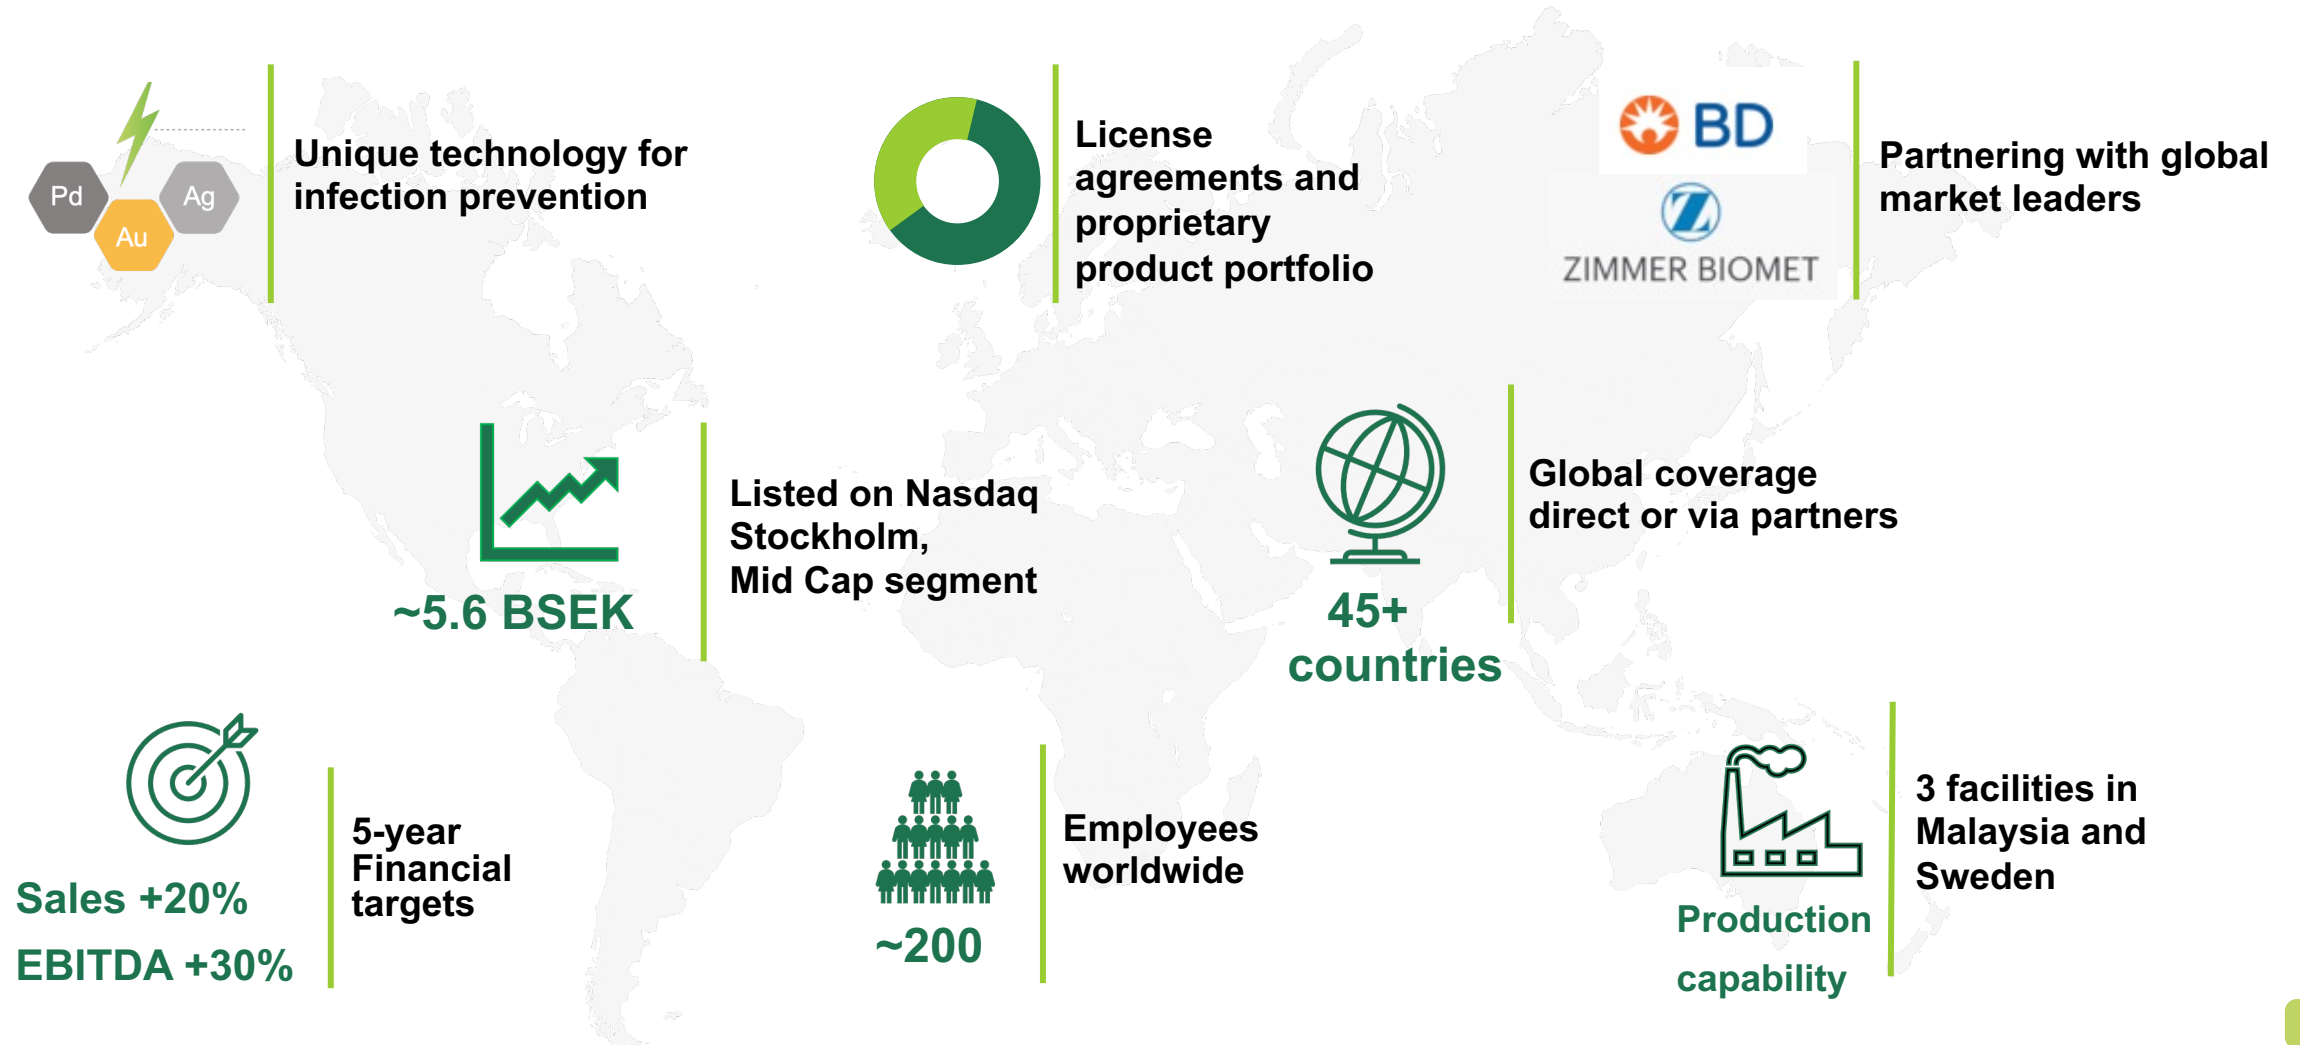 Pd
Ag
Au
Unique technology for
infection prevention
License
agreements and
proprietary
product portfolio
BD
ZIMMER BIOMET
Partnering with global
market leaders
~5.6 BSEK
Listed on Nasdaq
Stockholm,
Mid Cap segment
45+
countries
Global coverage
direct or via partners
Sales +20%
EBITDA +30%
5-year
Financial
targets
~200
Employees
worldwide
Production
capability
3 facilities in
Malaysia and
Sweden